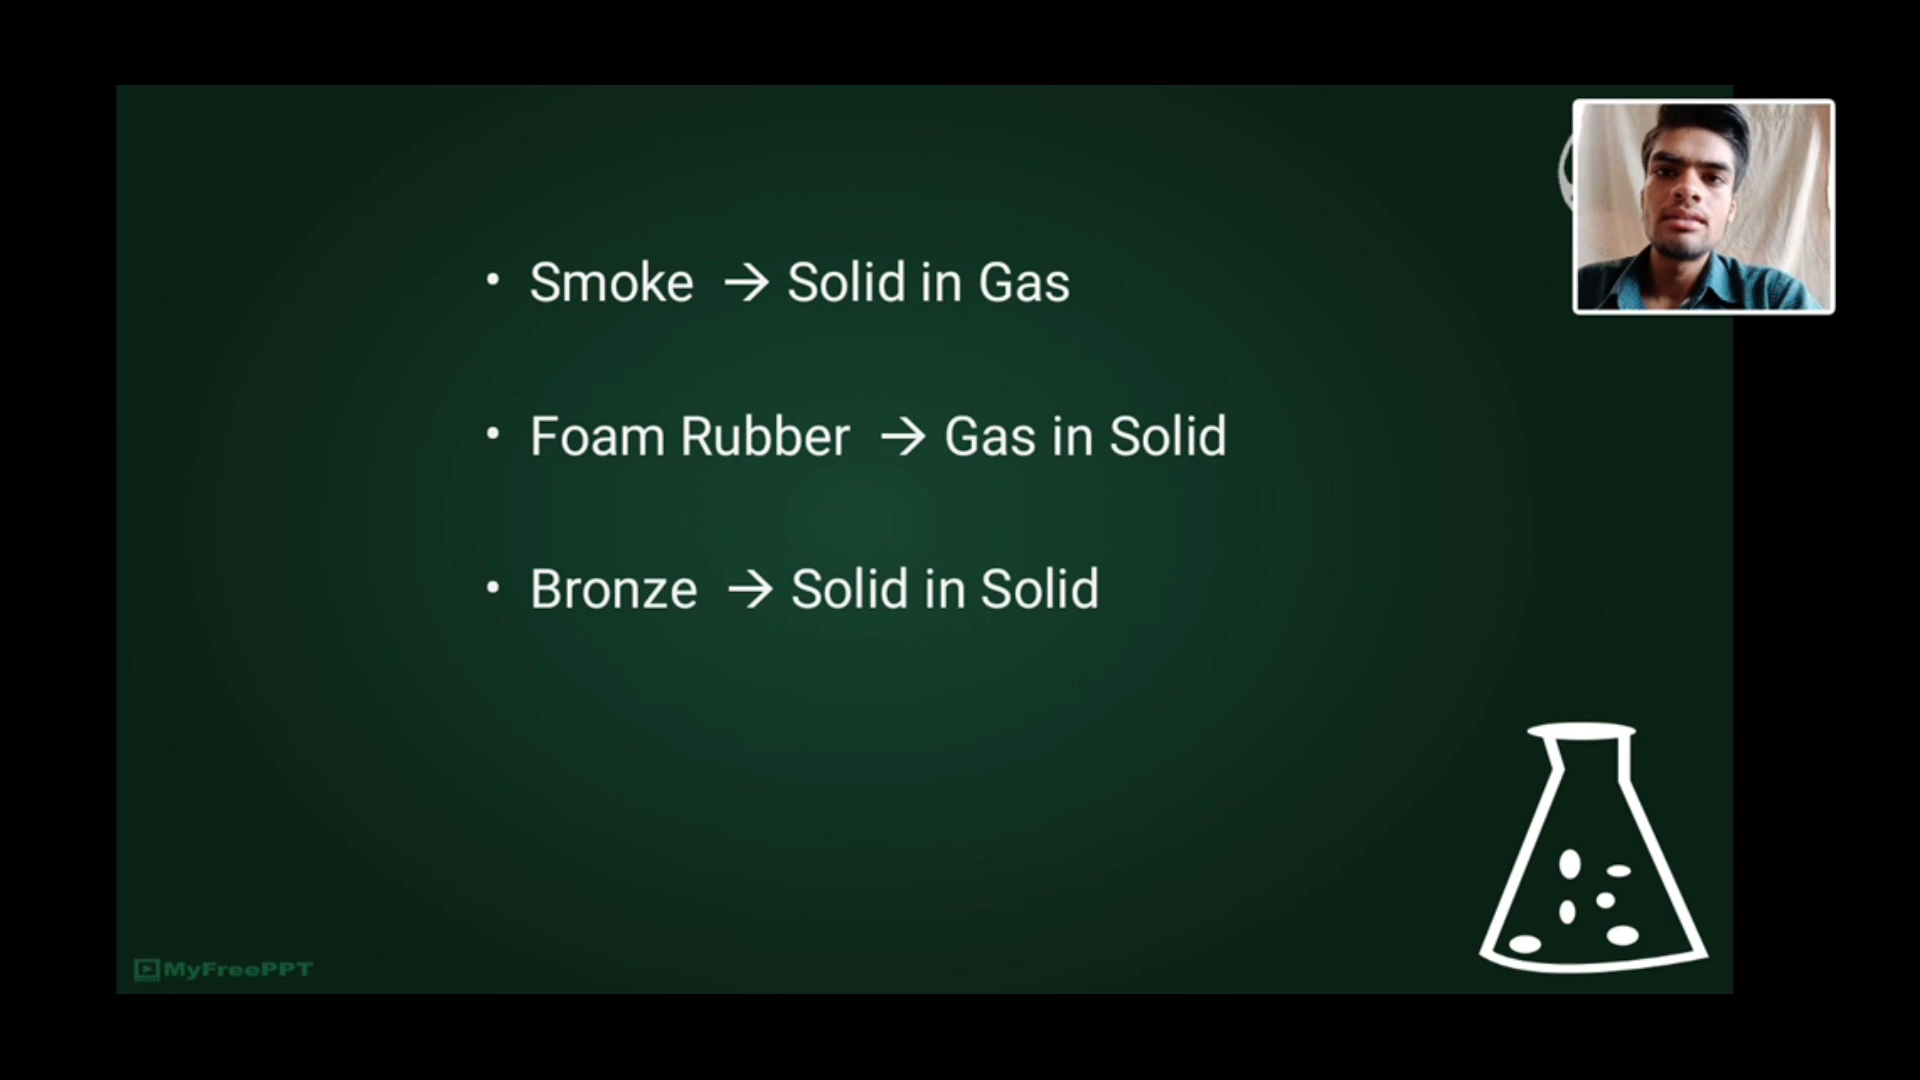 • Smoke → Solid in Gas
• Foam Rubber → Gas in Solid
• Bronze → Solid in Solid
MyFreePPT